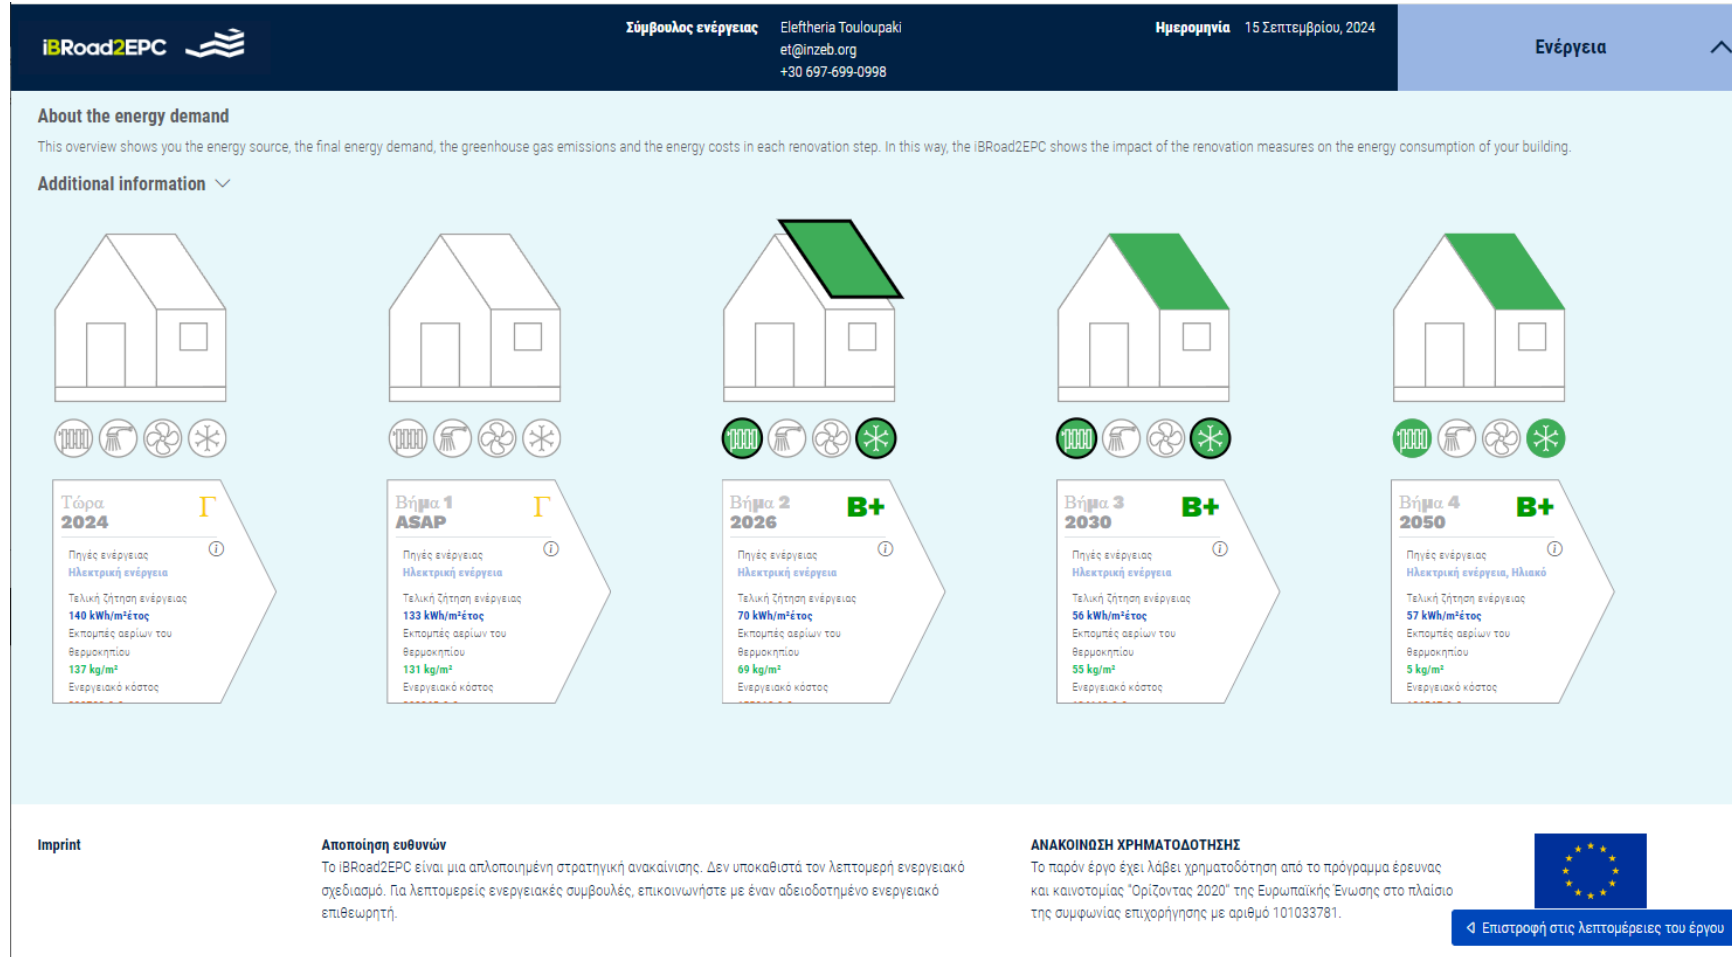 iBRoad2EPC
Σύμβουλος ενέργειας
Eleftheria Touloupaki
et@inzeb.org
+30 697-699-0998
Ημερομηνία
15 Σεπτεμβρίου, 2024
Ενέργεια
About the energy demand
This overview shows you the energy source, the final energy demand, the greenhouse gas emissions and the energy costs in each renovation step. In this way, the iBRoad2EPC shows the impact of the renovation measures on the energy consumption of your building.
Additional information
Τώρα
2024
Γ
Πηγές ενέργειας
Ηλεκτρική ενέργεια
Τελική ζήτηση ενέργειας
140 kWh/m²έτος
Εκπομπές αερίων του
θερμοκηπίου
137 kg/m²
Ενεργειακό κόστος
Βήμα 1
ASAP
Γ
Πηγές ενέργειας
Ηλεκτρική ενέργεια
Τελική ζήτηση ενέργειας
133 kWh/m²έτος
Εκπομπές αερίων του
θερμοκηπίου
131 kg/m²
Ενεργειακό κόστος
Βήμα 2
2026
B+
Πηγές ενέργειας
Ηλεκτρική ενέργεια
Τελική ζήτηση ενέργειας
70 kWh/m²έτος
Εκπομπές αερίων του
θερμοκηπίου
69 kg/m²
Ενεργειακό κόστος
Βήμα 3
2030
B+
Πηγές ενέργειας
Ηλεκτρική ενέργεια
Τελική ζήτηση ενέργειας
56 kWh/m²έτος
Εκπομπές αερίων του
θερμοκηπίου
55 kg/m²
Ενεργειακό κόστος
Βήμα 4
2050
B+
Πηγές ενέργειας
Ηλεκτρική ενέργεια, Ηλιακό
Τελική ζήτηση ενέργειας
57 kWh/m²έτος
Εκπομπές αερίων του
θερμοκηπίου
5 kg/m²
Ενεργειακό κόστος
Imprint
Αποποίηση ευθυνών
Το iBRoad2EPC είναι μια απλοποιημένη στρατηγική ανακαίνισης. Δεν υποκαθιστά τον λεπτομερή ενεργειακό
σχεδιασμό. Για λεπτομερείς ενεργειακές συμβουλές, επικοινωνήστε με έναν αδειοδοτημένο ενεργειακό
επιθεωρητή.
ΑΝΑΚΟΙΝΩΣΗ ΧΡΗΜΑΤΟΔΟΤΗΣΗΣ
Το παρόν έργο έχει λάβει χρηματοδότηση από το πρόγραμμα έρευνας
και καινοτομίας "Ορίζοντας 2020" της Ευρωπαϊκής Ένωσης στο πλαίσιο
της συμφωνίας επιχορήγησης με αριθμό 101033781.
Επιστροφή στις λεπτομέρειες του έργου